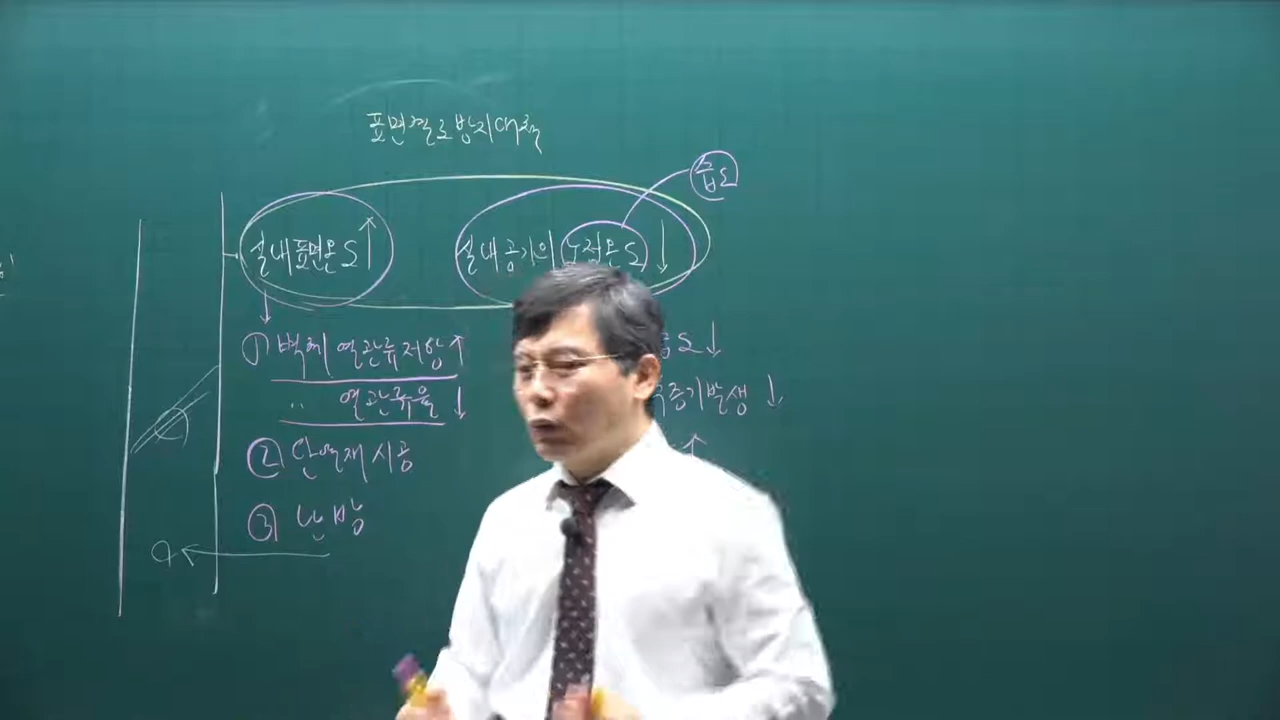 표면결로방지대책
습도
실내표면온도↑ 실내공기의 노점온도↓
① 벽체 열관류저항↑
" 열관류율↓
② 단열재시공
③ 난방
도↓
증기발생↓
↑